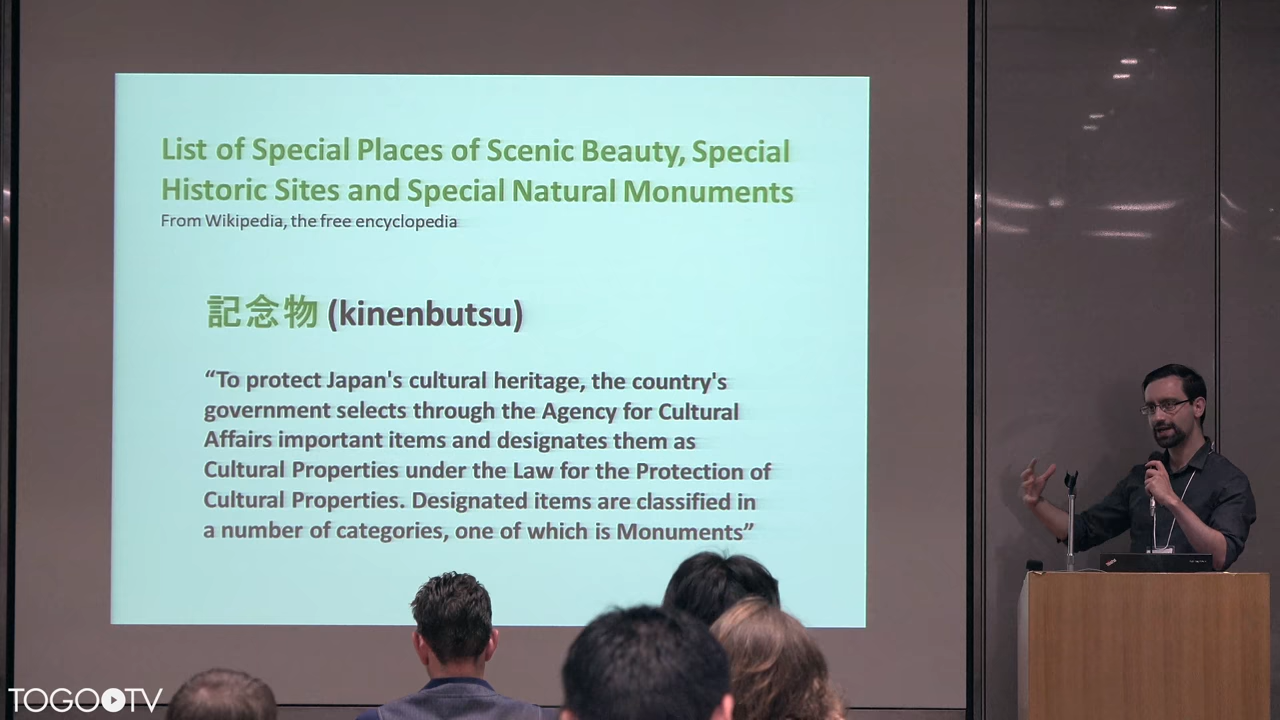 List of Special Places of Scenic Beauty, Special
Historic Sites and Special Natural Monuments
From Wikipedia, the free encyclopedia
記念物 (kinenbutsu)
“To protect Japan's cultural heritage, the country's
government selects through the Agency for Cultural
Affairs important items and designates them as
Cultural Properties under the Law for the Protection of
Cultural Properties. Designated items are classified in
a number of categories, one of which is Monuments”
TOGO TV